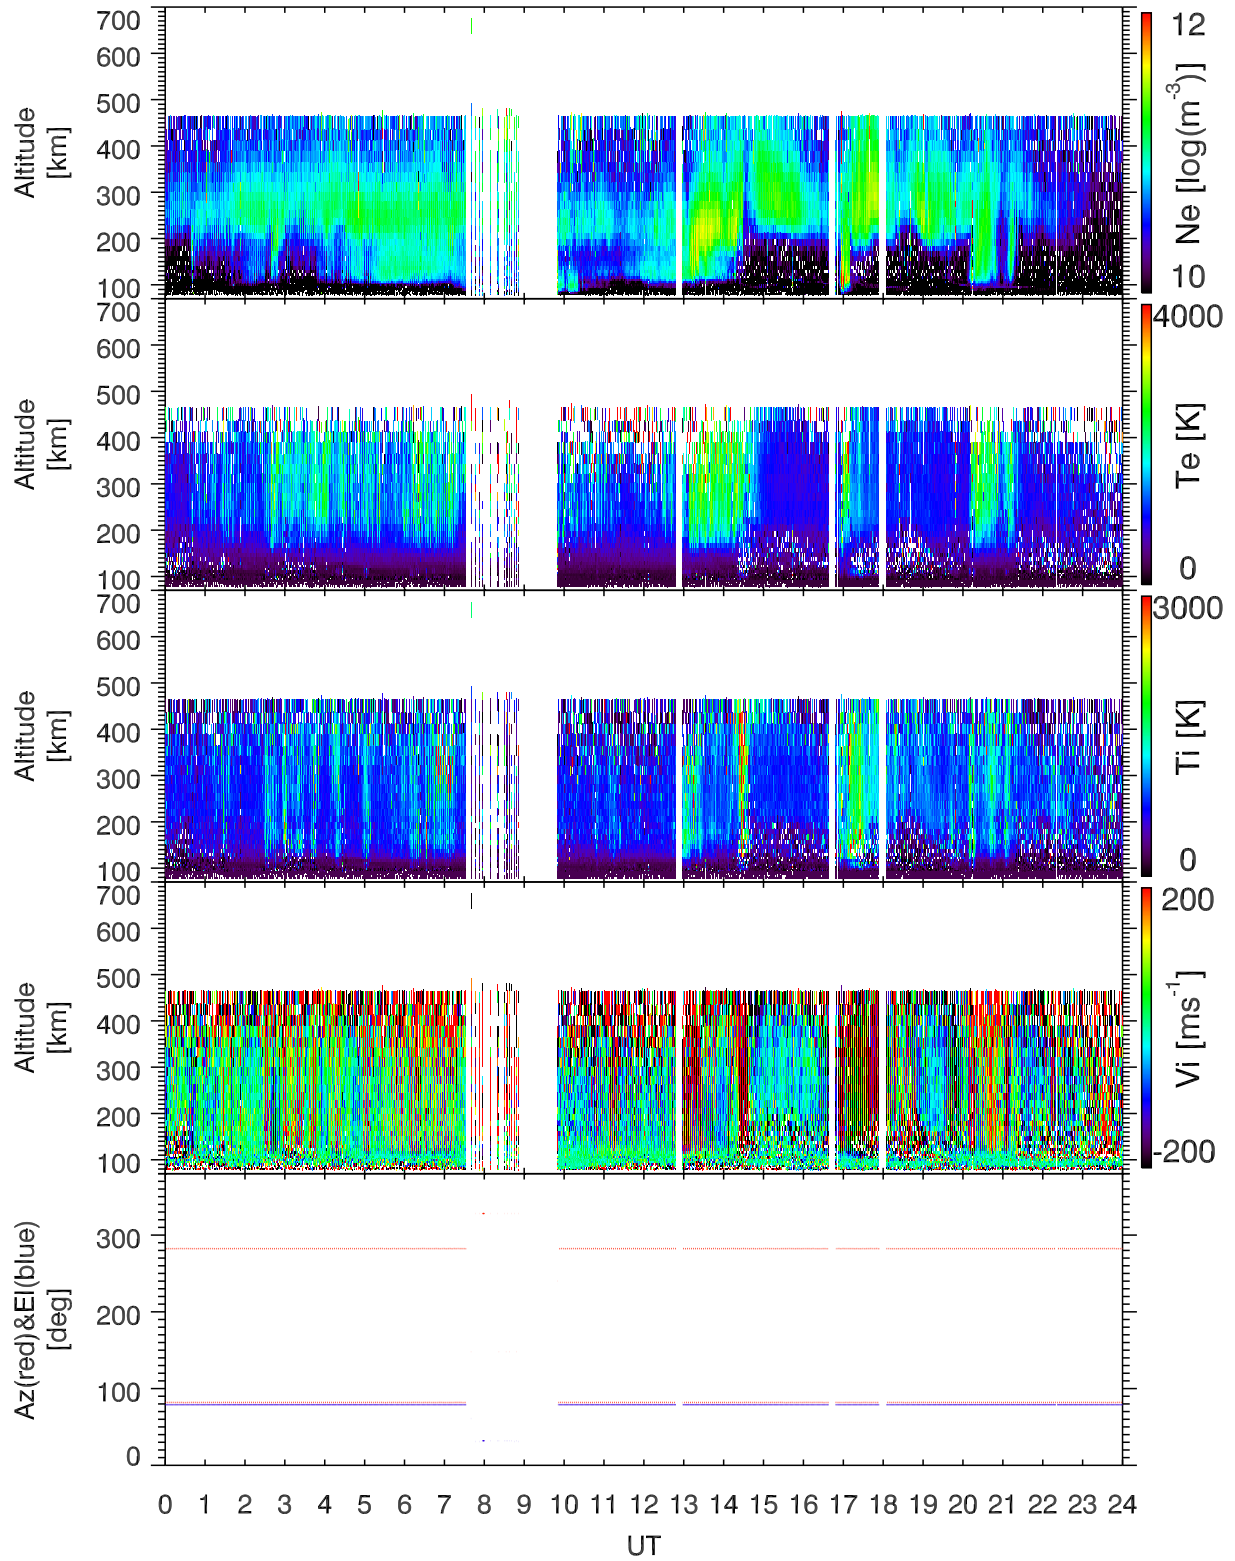 700
600
500
400
300
200
100
Altitude
[km]
12
10
Ne [log(m⁻³)]
700
600
500
400
300
200
100
Altitude
[km]
4000
0
Te [K]
700
600
500
400
300
200
100
Altitude
[km]
3000
0
Ti [K]
700
600
500
400
300
200
100
Altitude
[km]
200
-200
Vi [ms⁻¹]
300
200
100
0
Az(red)&El(blue)
[deg]
0 1 2 3 4 5 6 7 8 9 10 11 12 13 14 15 16 17 18 19 20 21 22 23 24
UT